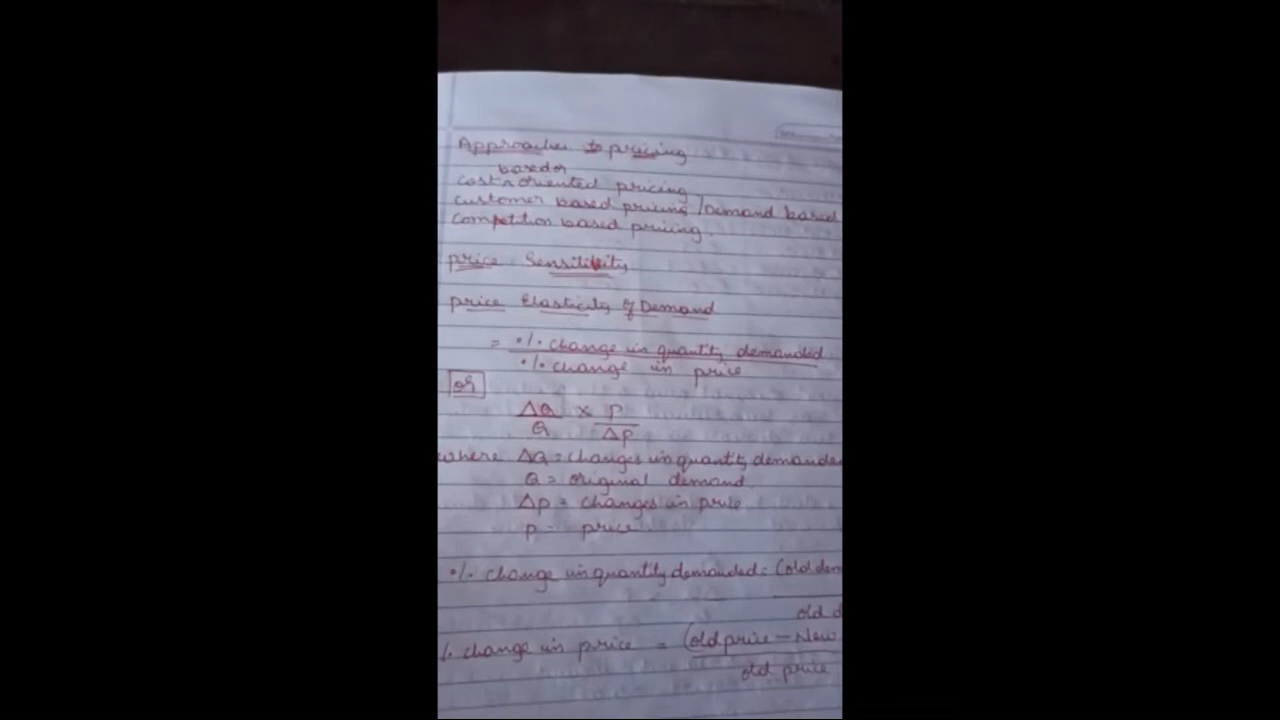 Approaches to pricing
based on
cost oriented pricing
customer based pricing / Demand based
Competition based pricing.
price Sensitivity
price Elasticity of Demand
= % change in quantity demanded
% change in price
or
ΔQ × P
Q ΔP
where ΔQ = changes in quantity demanded
Q = original demand
Δp = changes in price
p = price
% change in quantity demanded = (old dem
old d
% change in price = (old price - New
old price